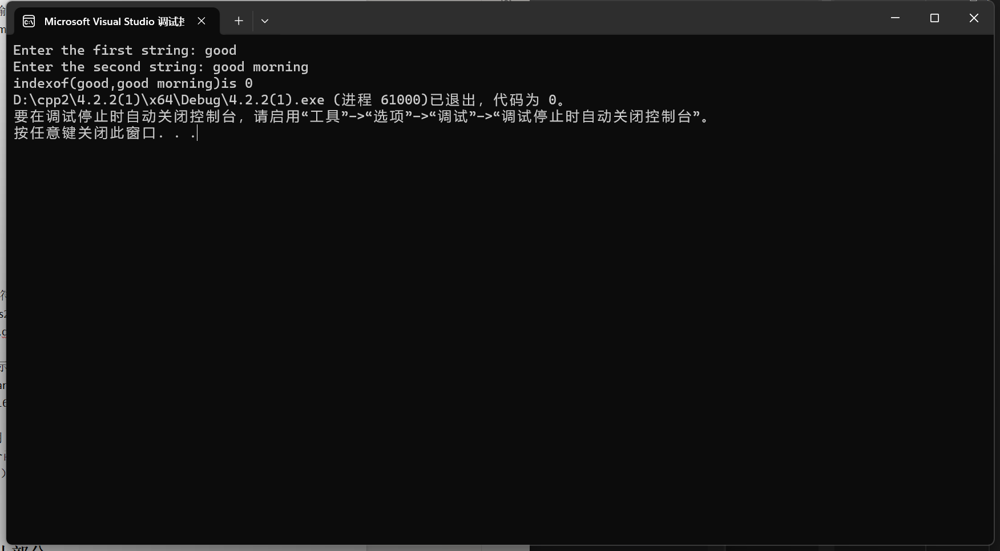 Microsoft Visual Studio 调试
Enter the first string: good
Enter the second string: good morning
indexof(good,good morning)is 0
D:\cpp2\4.2.2(1)\x64\Debug\4.2.2(1).exe (进程 61000)已退出，代码为 0。
要在调试停止时自动关闭控制台，请启用“工具”->“选项”->“调试”->“调试停止时自动关闭控制台”。
按任意键关闭此窗口. . .